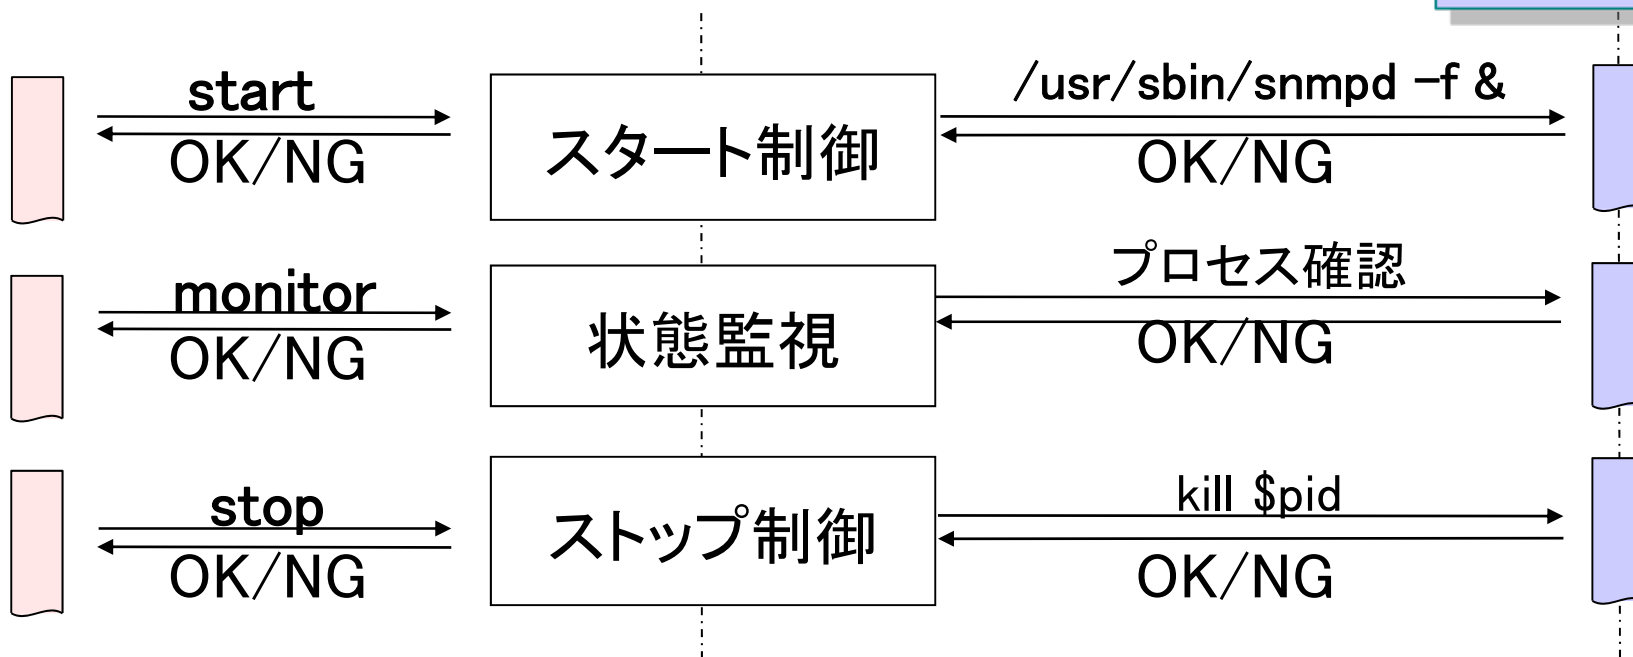 start
/usr/sbin/snmpd -f &
スタート制御
OK/NG
OK/NG
monitor
プロセス確認
状態監視
OK/NG
OK/NG
stop
kill $pid
ストップ制御
OK/NG
OK/NG